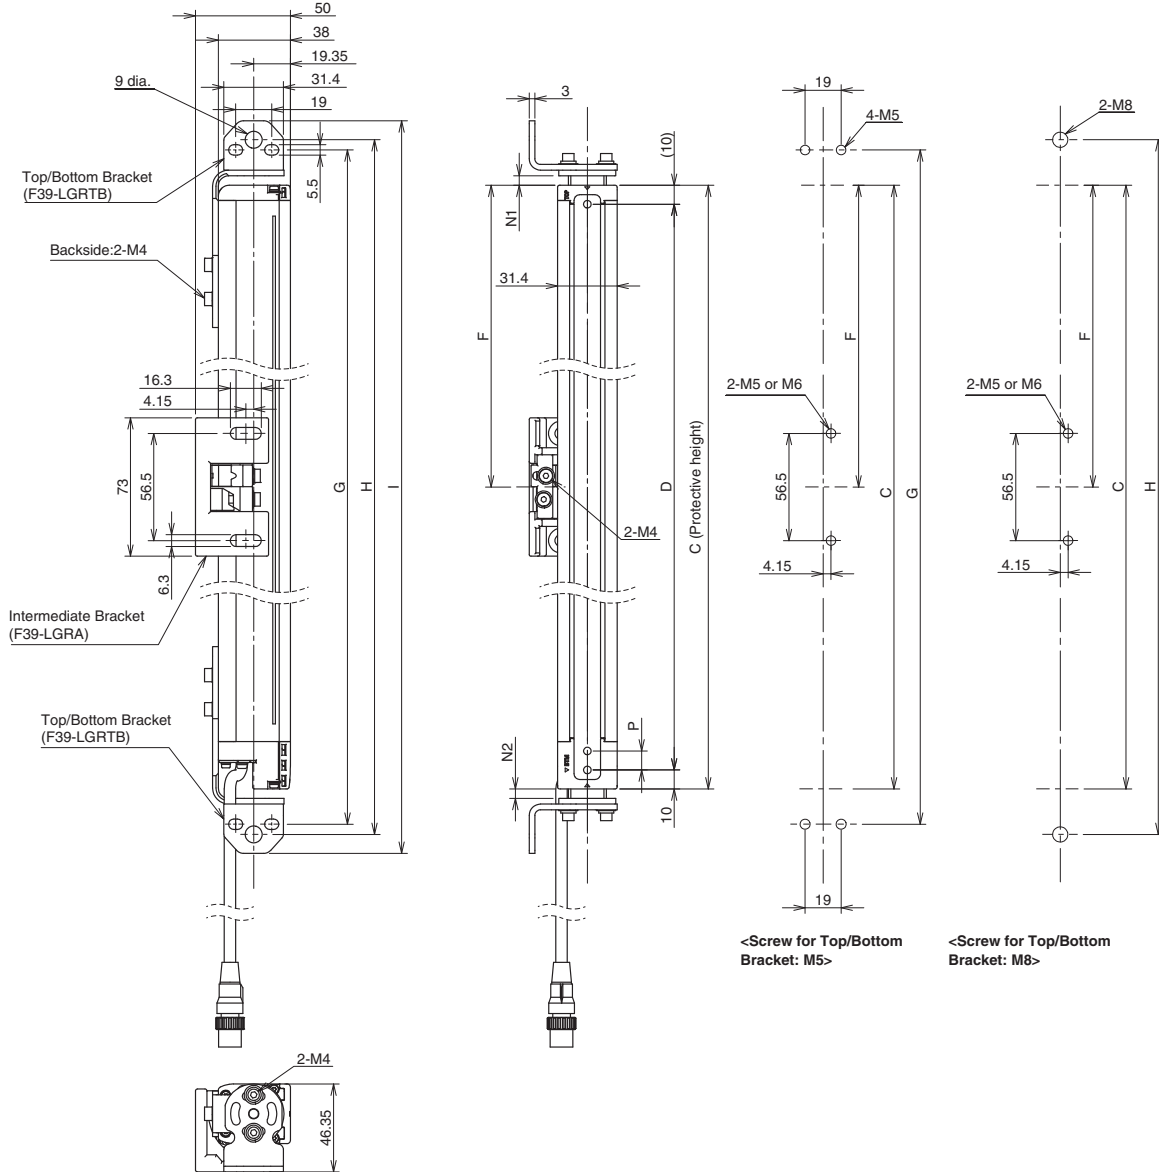 50
38
19.35
31.4
19
9 dia.
Top/Bottom Bracket
(F39-LGRTB)
5.5
Backside:2-M4
16.3
4.15
73
56.5
6.3
G
H
I
Intermediate Bracket
(F39-LGRA)
Top/Bottom Bracket
(F39-LGRTB)
2-M4
46.35
3
(10)
N1
TOP
31.4
F
D
C (Protective height)
2-M4
N2
P
10
19
4-M5
F
2-M5 or M6
56.5
C
G
4.15
19
<Screw for Top/Bottom
Bracket: M5>
2-M8
F
2-M5 or M6
56.5
C
H
4.15
<Screw for Top/Bottom
Bracket: M8>